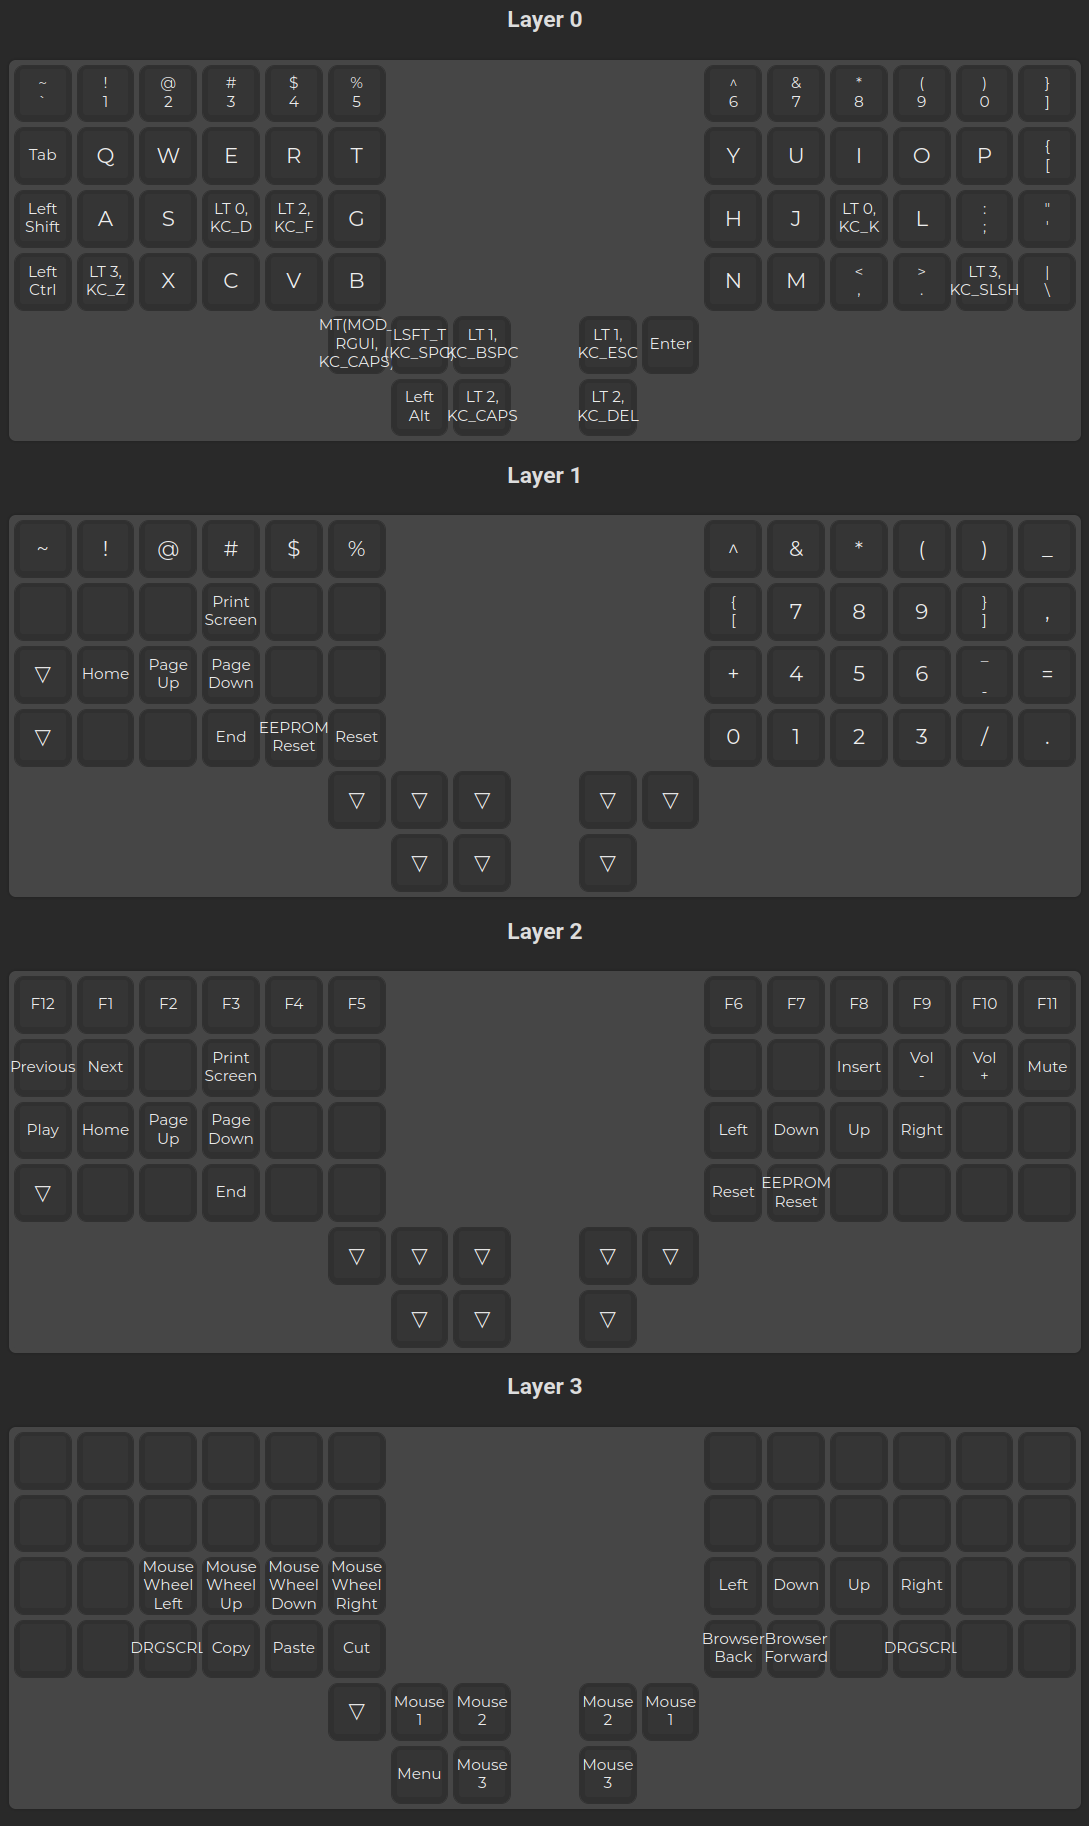 Layer 0
~ ! @ # $ % ^ & * ( ) }
` 1 2 3 4 5 6 7 8 9 0 ]
Tab Q W E R T Y U I O P {
[
Left A S LT 0, LT 2, G H J LT 0, L : "
Shift KC_D KC_F KC_K ; '
Left LT 3, X C V B N M < > LT 3, |
Ctrl KC_Z , . KC_SLSH \
MT(MOD_ LSFT_T LT 1, LT 1, Enter
RGUI, (KC_SPC) KC_BSPC KC_ESC
KC_CAPS,
Left LT 2, LT 2,
Alt KC_CAPS KC_DEL
Layer 1
~ ! @ # $ % ^ & * ( ) _
Print { 7 8 9 } ,
Screen [ ]
▽ Home Page Page + 4 5 6 _ =
Up Down -
▽ End EEPROM Reset 0 1 2 3 / .
Reset
▽ ▽ ▽ ▽ ▽
▽ ▽ ▽
Layer 2
F12 F1 F2 F3 F4 F5 F6 F7 F8 F9 F10 F11
Previous Next Print Insert Vol Vol Mute
Screen - +
Play Home Page Page Left Down Up Right
Up Down
▽ End Reset EEPROM
Reset
▽ ▽ ▽ ▽ ▽
▽ ▽ ▽
Layer 3
Mouse Mouse Mouse Mouse
Wheel Wheel Wheel Wheel Left Down Up Right
Left Up Down Right
DRGSCRL Copy Paste Cut Browser Browser DRGSCRL
Back Forward
▽ Mouse Mouse Mouse Mouse
1 2 2 1
Menu Mouse Mouse
3 3